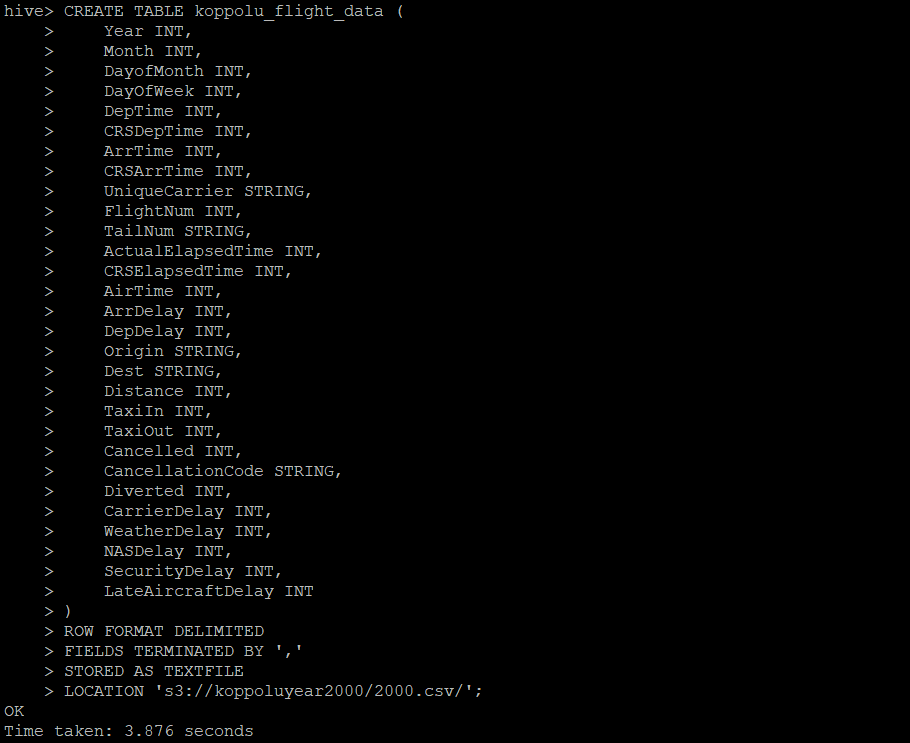 hive> CREATE TABLE koppolu_flight_data (
    >     Year INT,
    >     Month INT,
    >     DayofMonth INT,
    >     DayOfWeek INT,
    >     DepTime INT,
    >     CRSDepTime INT,
    >     ArrTime INT,
    >     CRSArrTime INT,
    >     UniqueCarrier STRING,
    >     FlightNum INT,
    >     TailNum STRING,
    >     ActualElapsedTime INT,
    >     CRSElapsedTime INT,
    >     AirTime INT,
    >     ArrDelay INT,
    >     DepDelay INT,
    >     Origin STRING,
    >     Dest STRING,
    >     Distance INT,
    >     TaxiIn INT,
    >     TaxiOut INT,
    >     Cancelled INT,
    >     CancellationCode STRING,
    >     Diverted INT,
    >     CarrierDelay INT,
    >     WeatherDelay INT,
    >     NASDelay INT,
    >     SecurityDelay INT,
    >     LateAircraftDelay INT
    > )
    > ROW FORMAT DELIMITED
    > FIELDS TERMINATED BY ','
    > STORED AS TEXTFILE
    > LOCATION 's3://koppoluyear2000/2000.csv/';
OK
Time taken: 3.876 seconds